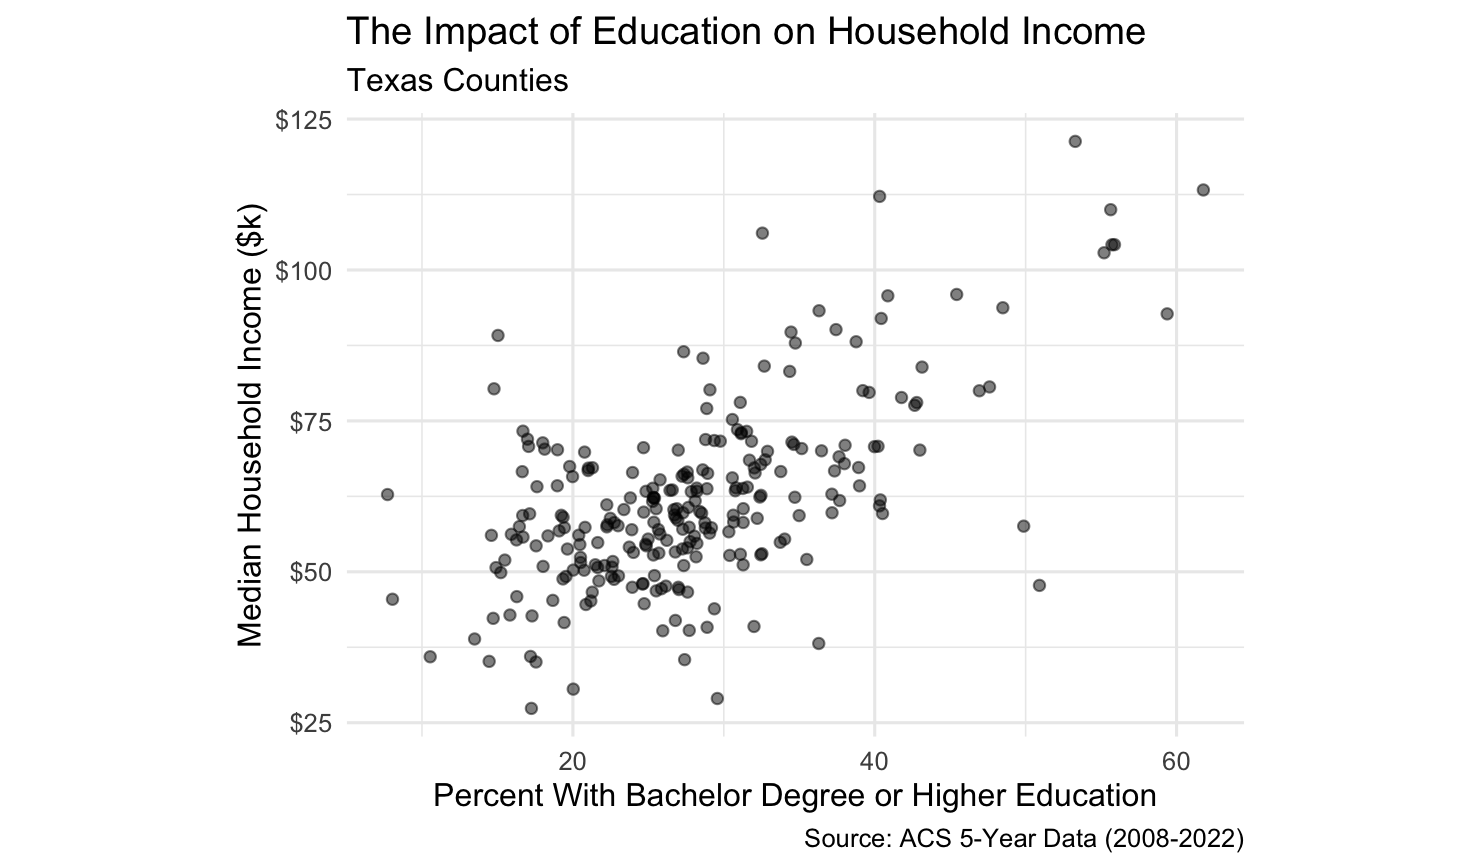 The Impact of Education on Household Income
Texas Counties
$125
$100
$75
$50
$25
Median Household Income ($k)
20 40 60
Percent With Bachelor Degree or Higher Education
Source: ACS 5-Year Data (2008-2022)